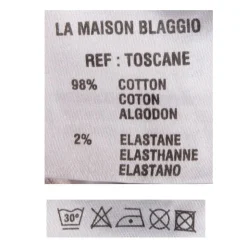 LA MAISON BLAGGIO
REF : TOSCANE
98% COTTON
COTON
ALGODON
2% ELASTANE
ELASTHANNE
ELASTANO
30°